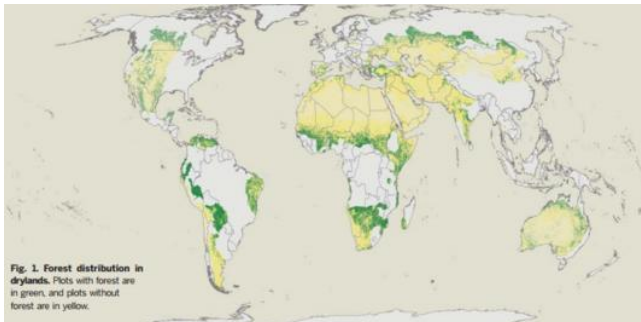 Fig. 1. Forest distribution in
drylands. Plots with forest are
in green, and plots without
forest are in yellow.